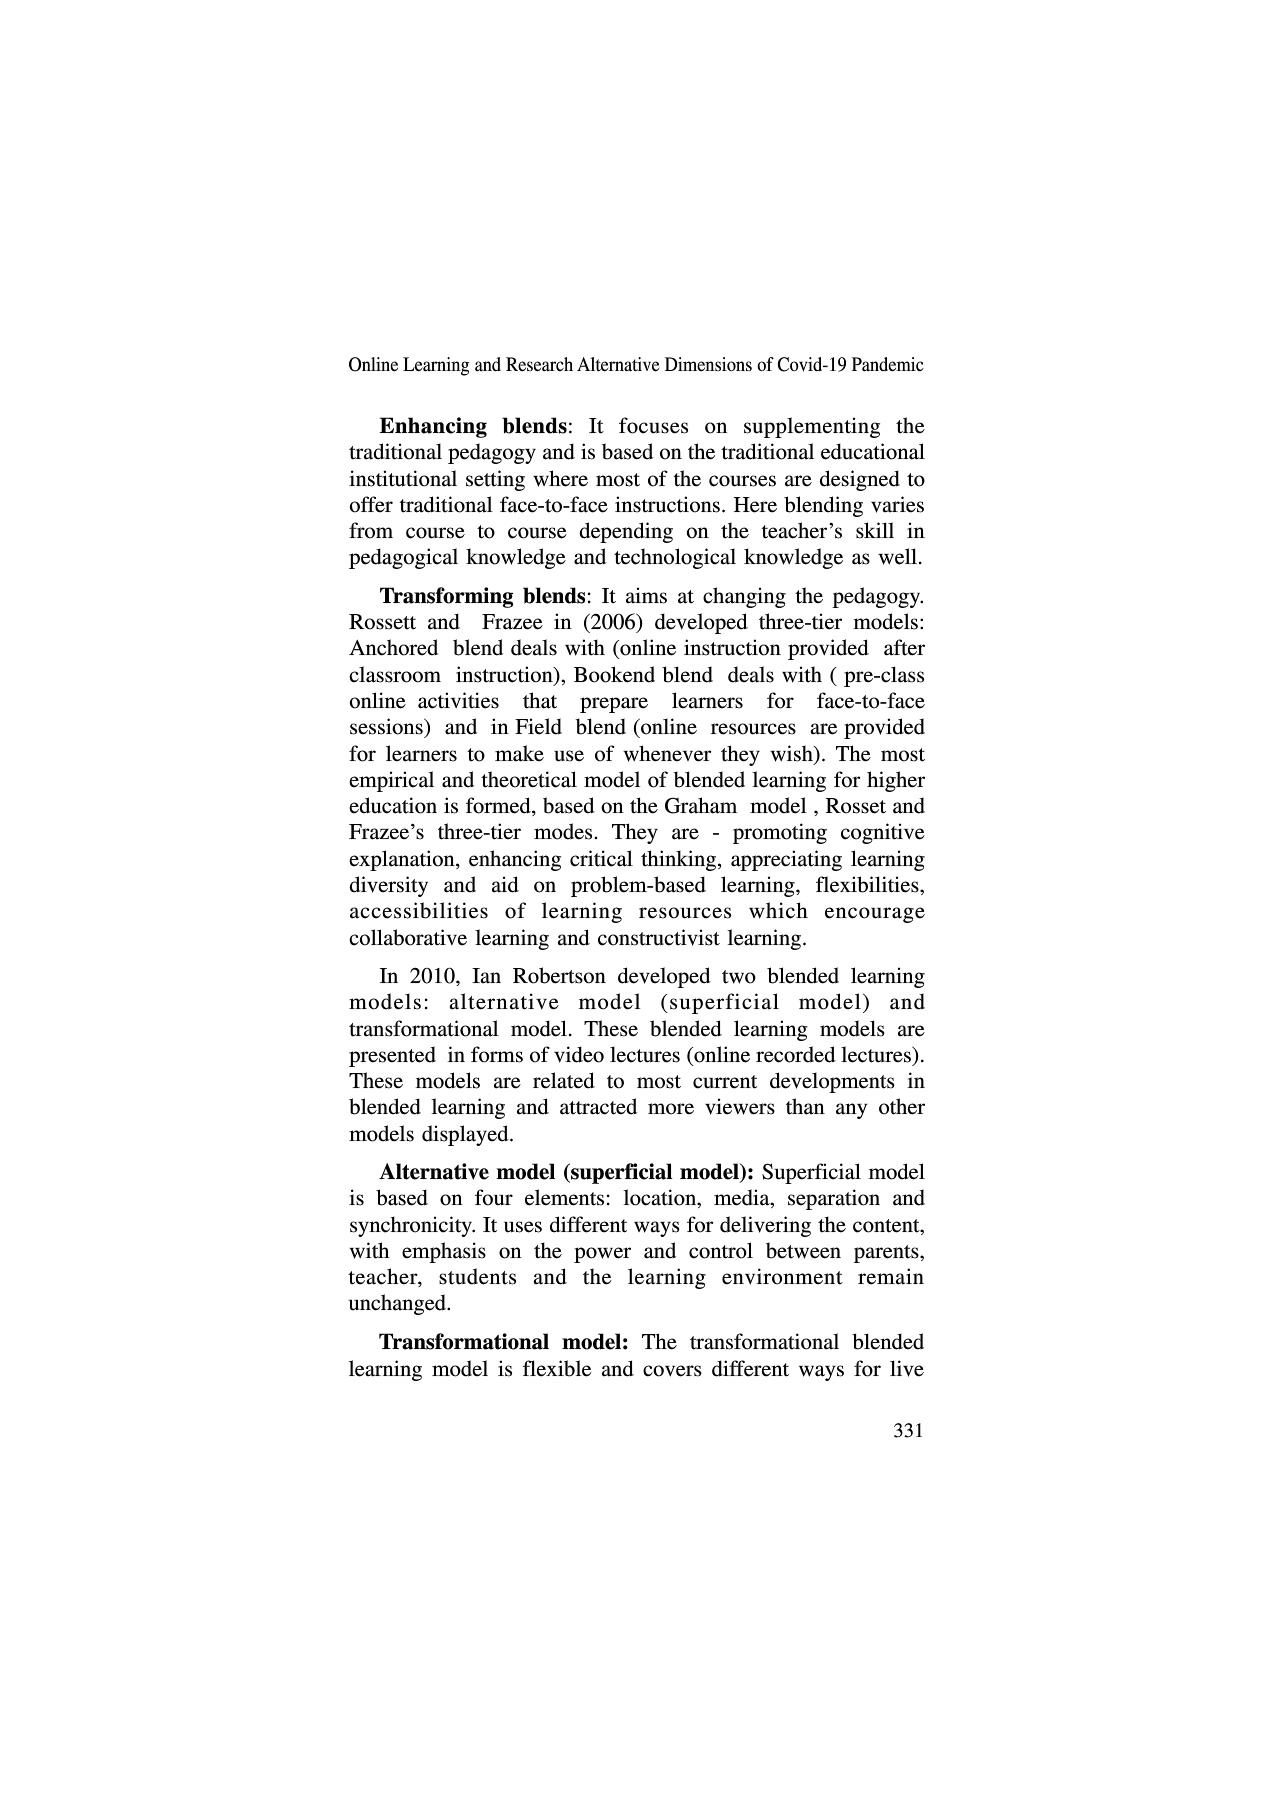 Online Learning and Research Alternative Dimensions of Covid-19 Pandemic
Enhancing blends: It focuses on supplementing the
traditional pedagogy and is based on the traditional educational
institutional setting where most of the courses are designed to
offer traditional face-to-face instructions. Here blending varies
from course to course depending on the teacher’s skill in
pedagogical knowledge and technological knowledge as well.
Transforming blends: It aims at changing the pedagogy.
Rossett and Frazee in (2006) developed three-tier models:
Anchored blend deals with (online instruction provided after
classroom instruction), Bookend blend deals with ( pre-class
online activities that prepare learners for face-to-face
sessions) and in Field blend (online resources are provided
for learners to make use of whenever they wish). The most
empirical and theoretical model of blended learning for higher
education is formed, based on the Graham model , Rosset and
Frazee’s three-tier modes. They are - promoting cognitive
explanation, enhancing critical thinking, appreciating learning
diversity and aid on problem-based learning, flexibilities,
accessibilities of learning resources which encourage
collaborative learning and constructivist learning.
In 2010, Ian Robertson developed two blended learning
models: alternative model (superficial model) and
transformational model. These blended learning models are
presented in forms of video lectures (online recorded lectures).
These models are related to most current developments in
blended learning and attracted more viewers than any other
models displayed.
Alternative model (superficial model): Superficial model
is based on four elements: location, media, separation and
synchronicity. It uses different ways for delivering the content,
with emphasis on the power and control between parents,
teacher, students and the learning environment remain
unchanged.
Transformational model: The transformational blended
learning model is flexible and covers different ways for live
331